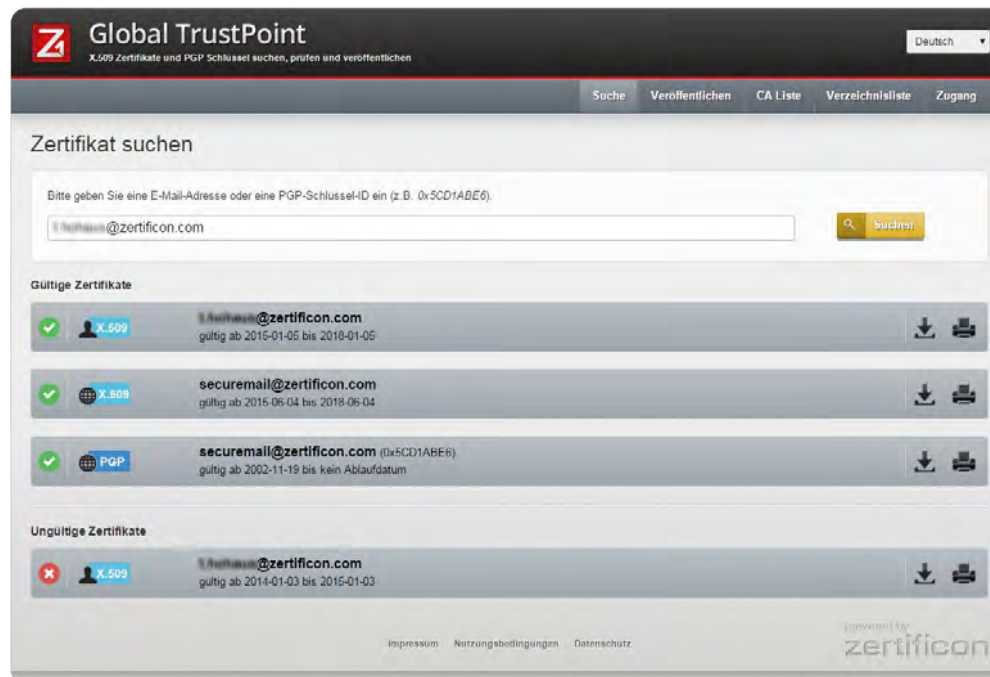 Z1
Global TrustPoint
X.509 Zertifikate und PGP Schlüssel suchen, prüfen und veröffentlichen
Deutsch
Suche Veröffentlichen CA Liste Verzeichnisliste Zugang
Zertifikat suchen
Bitte geben Sie eine E-Mail-Adresse oder eine PGP-Schlüssel-ID ein (z.B. 0x5CD1ABE6).
@zertificon.com
Suchen
Gültige Zertifikate
X.509
@zertificon.com
gültig ab 2015-01-05 bis 2018-01-05
X.509
securemail@zertificon.com
gültig ab 2015-06-04 bis 2018-06-04
PGP
securemail@zertificon.com (0x5CD1ABE6)
gültig ab 2002-11-19 bis kein Ablaufdatum
Ungültige Zertifikate
X.509
@zertificon.com
gültig ab 2014-01-03 bis 2015-01-03
Impressum Nutzungsbedingungen Datenschutz
powered by
zertificon